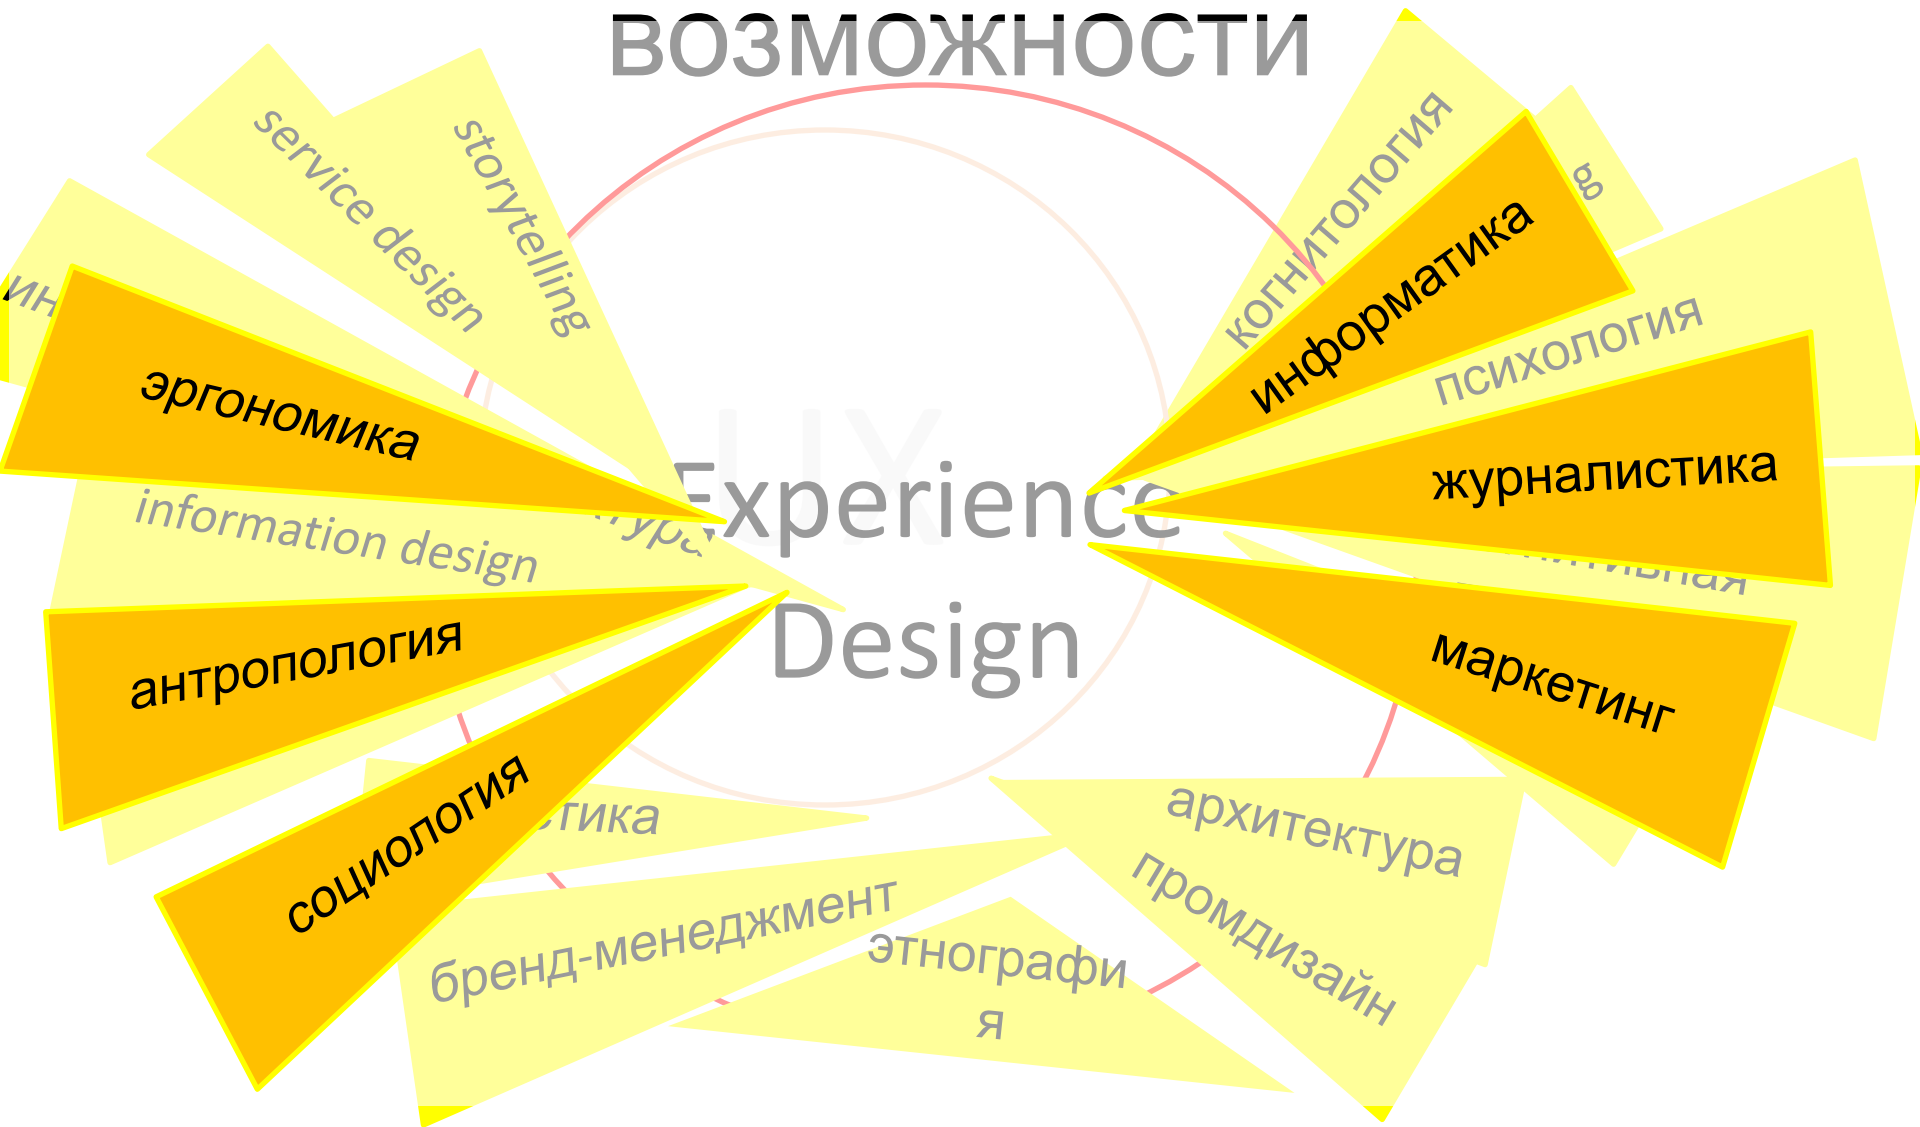 возможности
service design
storytelling
когнитология
информатика
психология
эргономика
журналистика
UX
Experience
Design
information design
антропология
маркетинг
социология
архитектура
промдизайн
бренд-менеджмент
этнографи
я